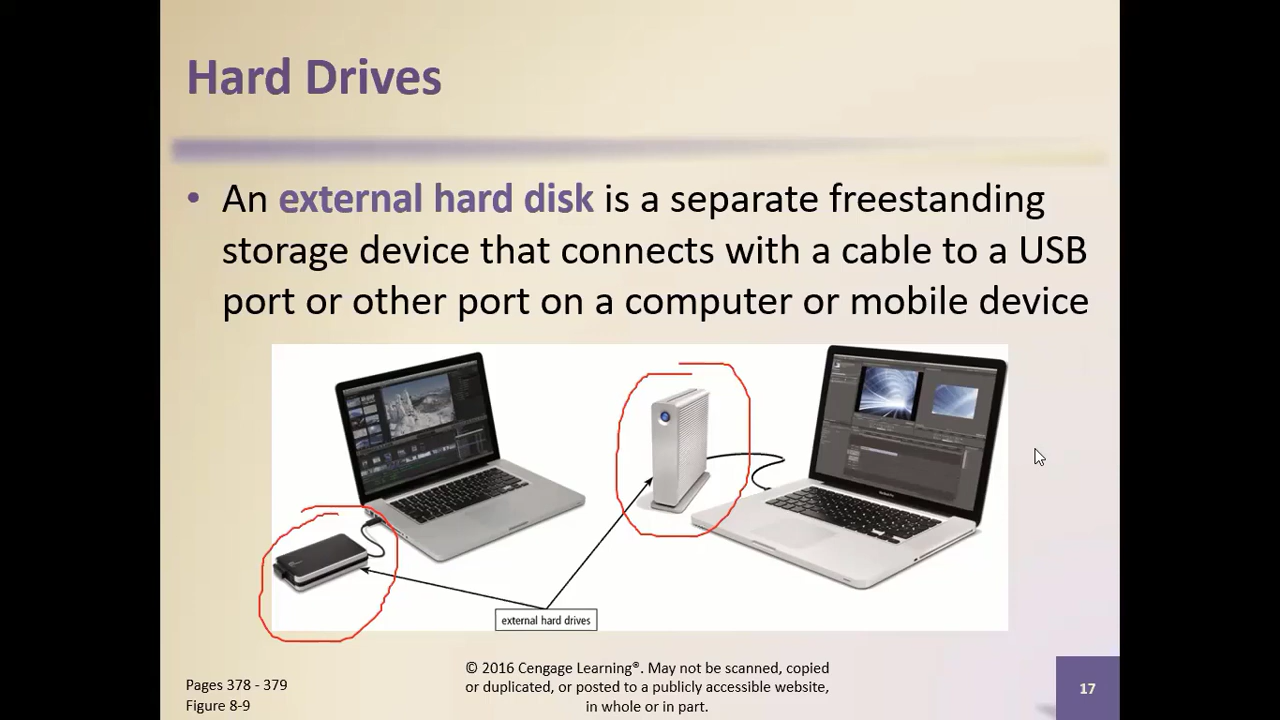 Hard Drives
• An external hard disk is a separate freestanding
storage device that connects with a cable to a USB
port or other port on a computer or mobile device
external hard drives
Pages 378 - 379
Figure 8-9
© 2016 Cengage Learning®. May not be scanned, copied
or duplicated, or posted to a publicly accessible website,
in whole or in part.
17